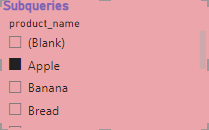 Subqueries
product_name
(Blank)
Apple
Banana
Bread